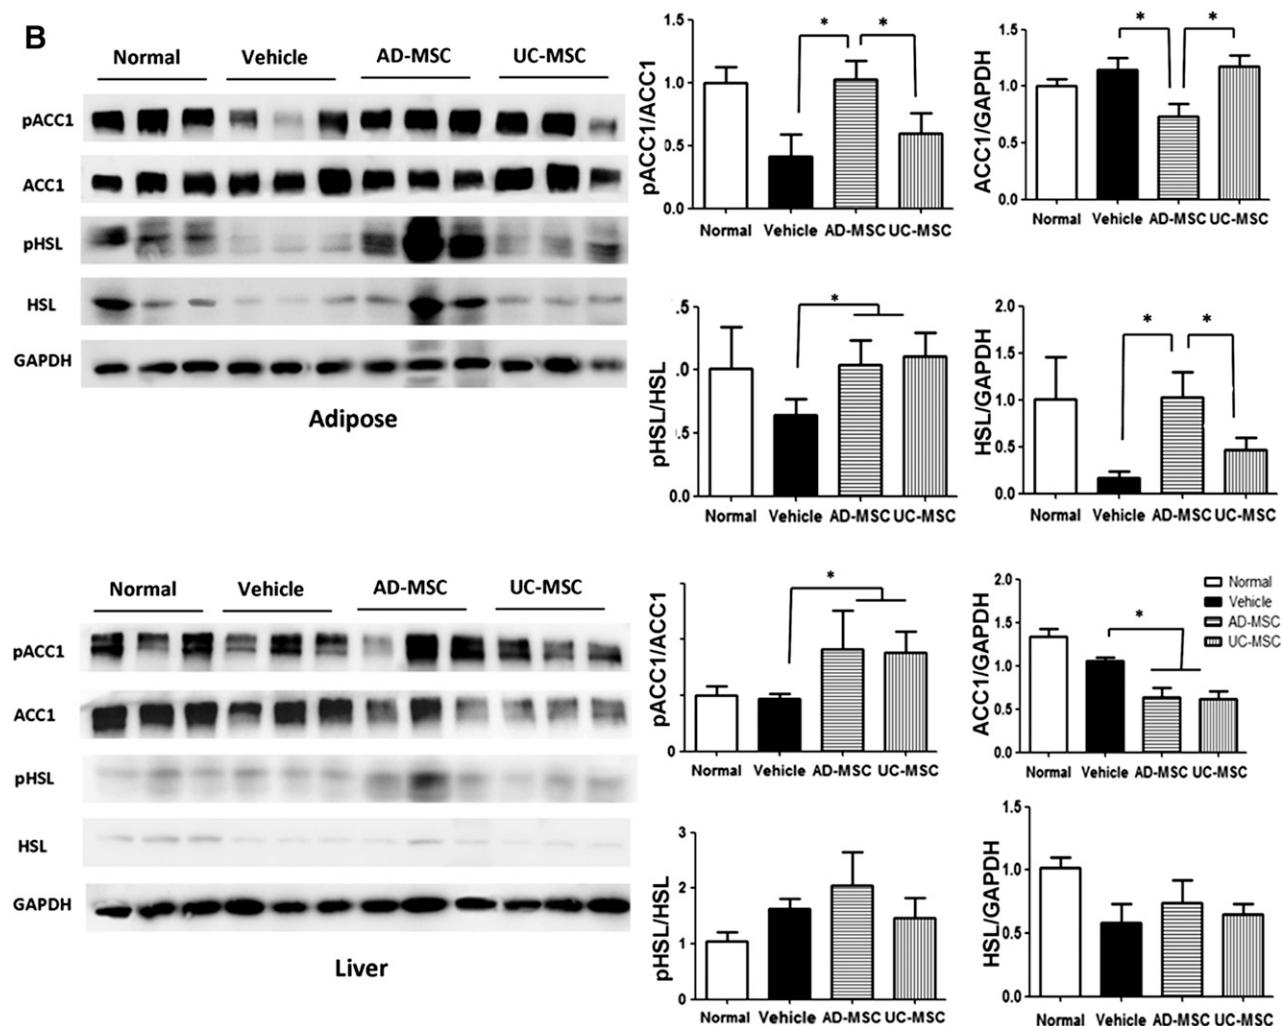 B
Normal Vehicle AD-MSC UC-MSC
pACC1
ACC1
pHSL
HSL
GAPDH
Adipose
pACC1/ACC1
1.5
1.0
0.5
0.0
* *
Normal Vehicle AD-MSC UC-MSC
ACC1/GAPDH
1.5
1.0
0.5
0.0
* *
Normal Vehicle AD-MSC UC-MSC
pHSL/HSL
.5
.0
.5
0.0
*
Normal Vehicle AD-MSC UC-MSC
HSL/GAPDH
2.0
1.5
1.0
0.5
0.0
* *
Normal Vehicle AD-MSC UC-MSC
Normal Vehicle AD-MSC UC-MSC
pACC1
ACC1
pHSL
HSL
GAPDH
Liver
pACC1/ACC1
0
*
Normal Vehicle AD-MSC UC-MSC
ACC1/GAPDH
2.0
1.5
1.0
0.5
0.0
*
Normal
Vehicle
AD-MSC
UC-MSC
Normal Vehicle AD-MSC UC-MSC
pHSL/HSL
3
2
1
0
Normal Vehicle AD-MSC UC-MSC
HSL/GAPDH
1.5
1.0
0.5
0.0
Normal Vehicle AD-MSC UC-MSC